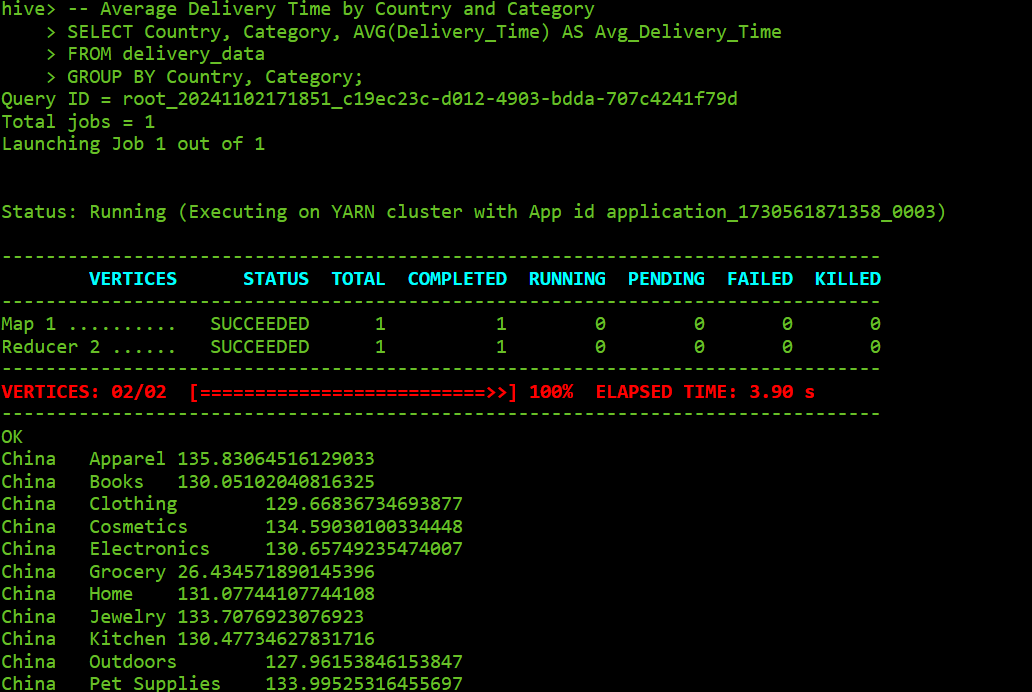 hive> -- Average Delivery Time by Country and Category
    > SELECT Country, Category, AVG(Delivery_Time) AS Avg_Delivery_Time
    > FROM delivery_data
    > GROUP BY Country, Category;
Query ID = root_20241102171851_c19ec23c-d012-4903-bdda-707c4241f79d
Total jobs = 1
Launching Job 1 out of 1
Status: Running (Executing on YARN cluster with App id application_1730561871358_0003)
--------------------------------------------------------------------------------
        VERTICES      STATUS  TOTAL  COMPLETED  RUNNING  PENDING  FAILED  KILLED
--------------------------------------------------------------------------------
Map 1 ..........   SUCCEEDED      1          1        0        0       0       0
Reducer 2 ......   SUCCEEDED      1          1        0        0       0       0
--------------------------------------------------------------------------------
VERTICES: 02/02  [==========================>>] 100%  ELAPSED TIME: 3.90 s
--------------------------------------------------------------------------------
OK
China   Apparel 135.83064516129033
China   Books   130.05102040816325
China   Clothing        129.66836734693877
China   Cosmetics       134.59030100334448
China   Electronics     130.65749235474007
China   Grocery 26.434571890145396
China   Home    131.07744107744108
China   Jewelry 133.7076923076923
China   Kitchen 130.47734627831716
China   Outdoors        127.96153846153847
China   Pet Supplies    133.99525316455697